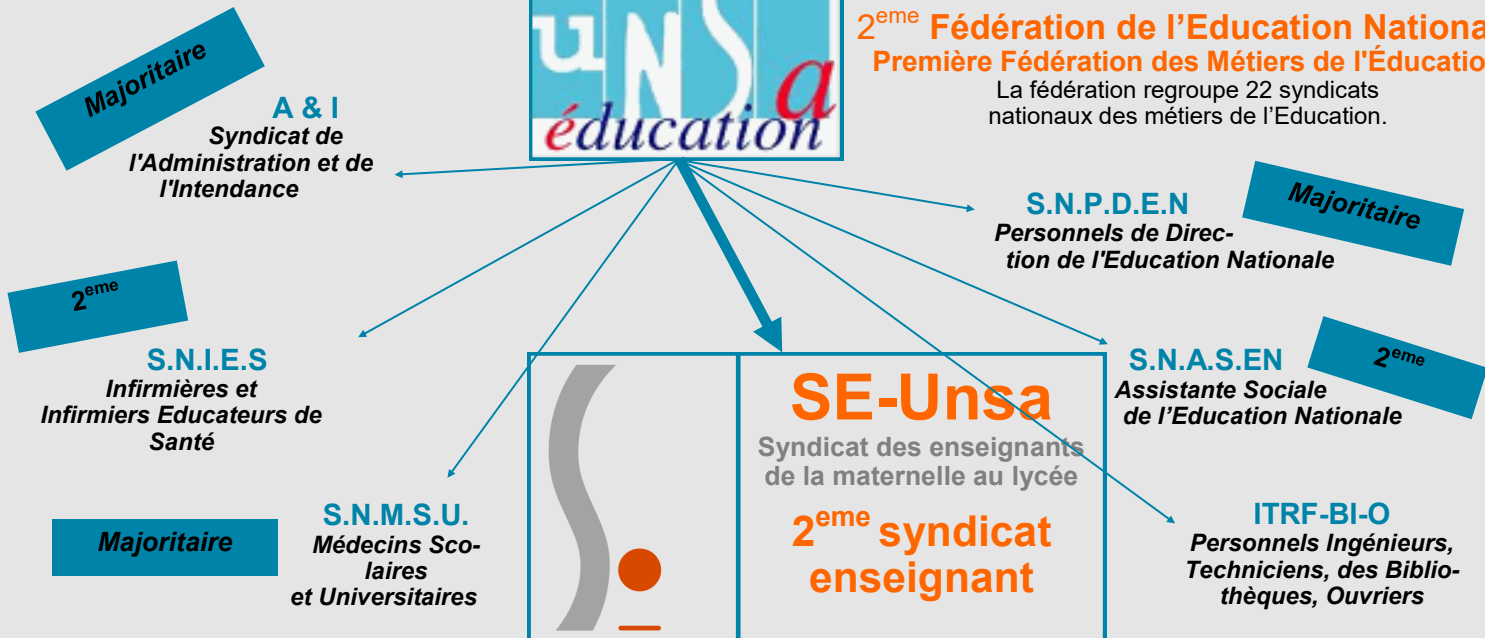 uNSa
éducation
2eme Fédération de l'Education Nationa
Première Fédération des Métiers de l'Éducatio
La fédération regroupe 22 syndicats
nationaux des métiers de l'Education.
Majoritaire
A & I
Syndicat de
l'Administration et de
l'Intendance
S.N.P.D.E.N
Personnels de Direc-
tion de l'Education Nationale
Majoritaire
2eme
S.N.I.E.S
Infirmières et
Infirmiers Educateurs de
Santé
S.N.A.S.EN
Assistante Sociale
de l'Education Nationale
2eme
SE-Unsa
Syndicat des enseignants
de la maternelle au lycée
2eme syndicat
enseignant
Majoritaire
S.N.M.S.U.
Médecins Sco-
laires
et Universitaires
ITRF-BI-O
Personnels Ingénieurs,
Techniciens, des Biblio-
thèques, Ouvriers